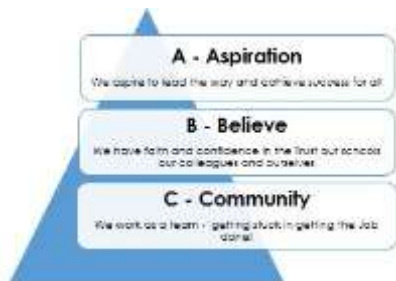 A - Aspiration
We aspire to lead the way and achieve success for all
B - Believe
We have faith and confidence in the Trust our schools
our colleagues and ourselves
C - Community
We work as a team - getting stuck in getting the Job
done!